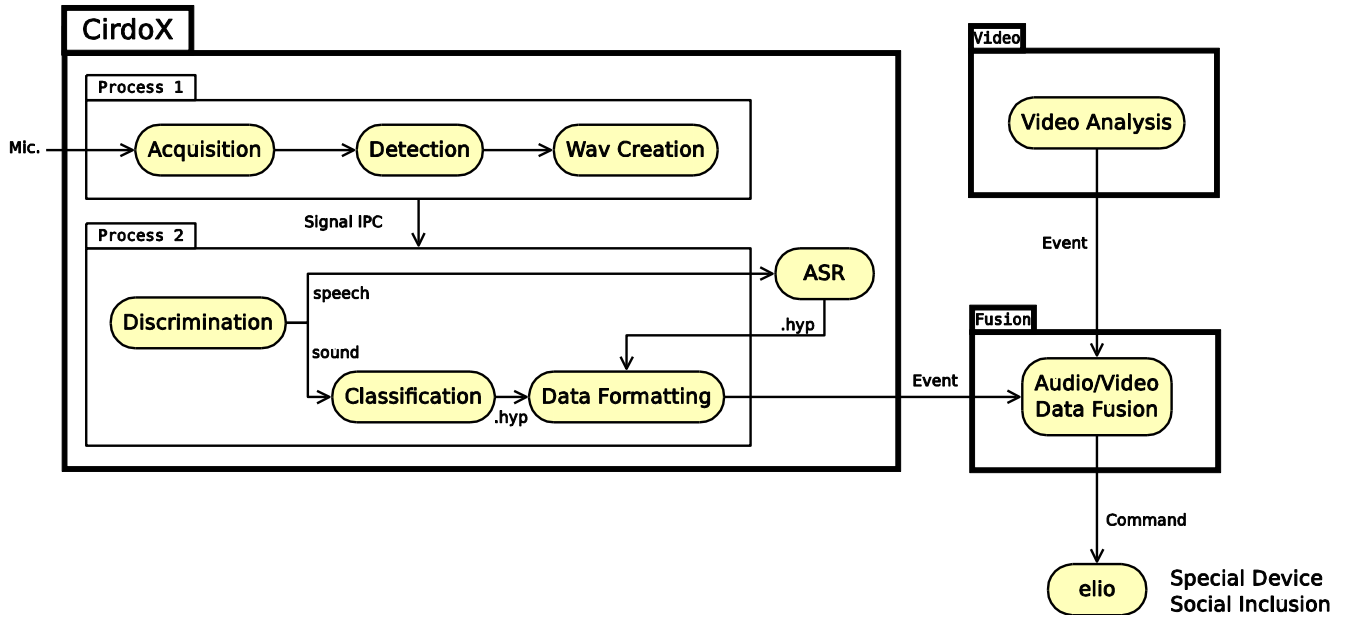 CirdoX
Video
Process 1
Video Analysis
Mic.
Acquisition
Detection
Wav Creation
Signal IPC
Process 2
Event
ASR
speech
Discrimination
.hyp
Fusion
sound
Classification
.hyp
Data Formatting
Event
Audio/Video
Data Fusion
Command
elio
Special Device
Social Inclusion